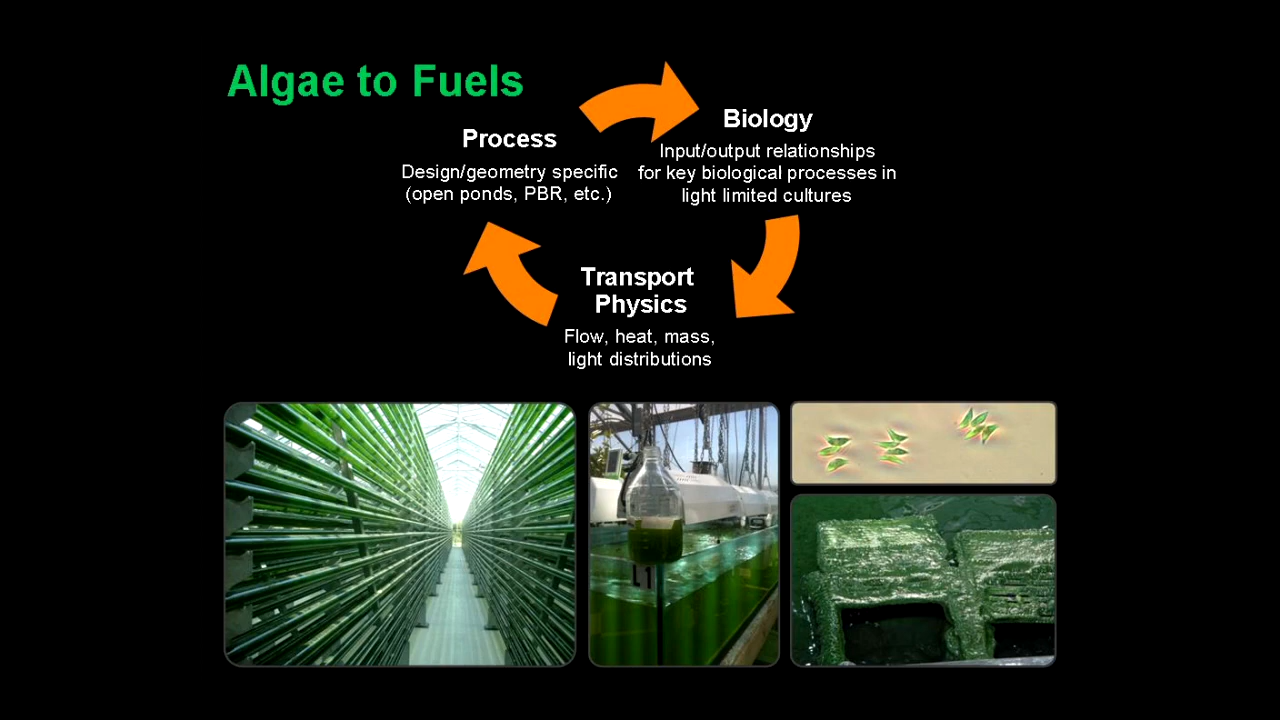 Algae to Fuels
Process
Design/geometry specific
(open ponds, PBR, etc.)
Biology
Input/output relationships
for key biological processes in
light limited cultures
Transport
Physics
Flow, heat, mass,
light distributions
L1